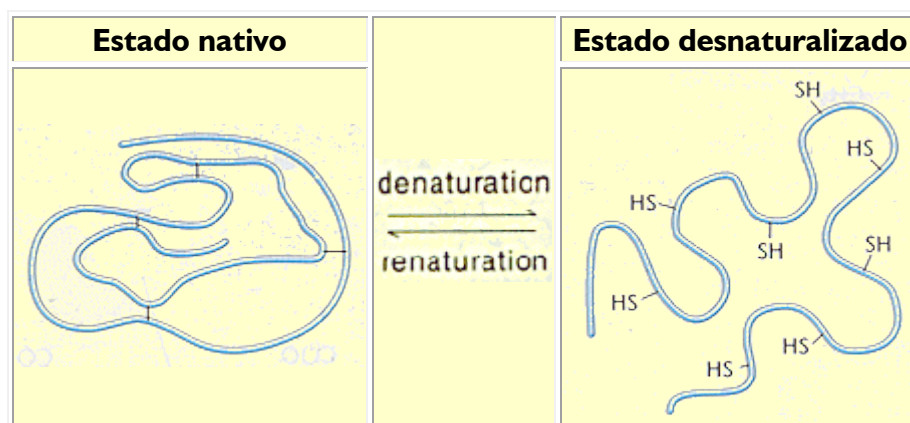 Estado nativo
Estado desnaturalizado
denaturation
renaturation
SH
HS
HS
SH
SH
HS
HS
HS